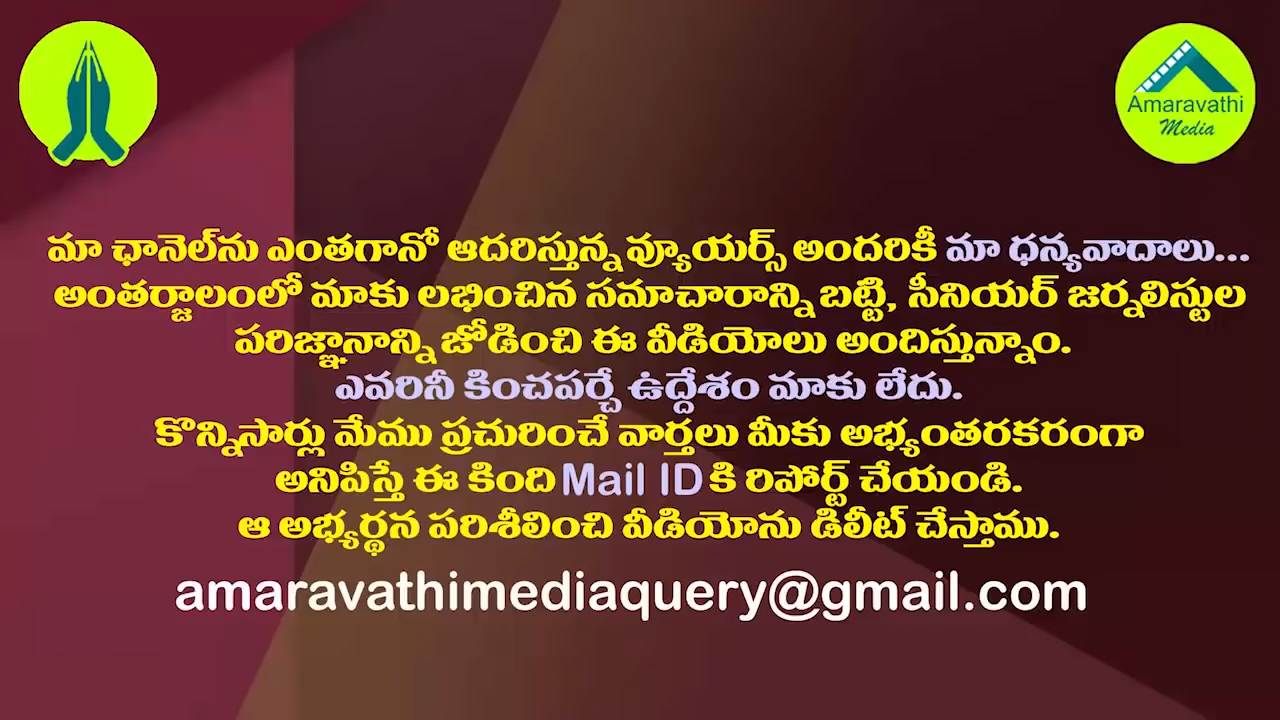 Amaravathi
Media
మా ఛానెల్‌ను ఎంతగానో ఆదరిస్తున్న వ్యూయర్స్ అందరికీ మా ధన్యవాదాలు...
అంతర్జాలంలో మాకు లభించిన సమాచారాన్ని బట్టి, సీనియర్ జర్నలిస్టుల
పరిజ్ఞానాన్ని జోడించి ఈ వీడియోలు అందిస్తున్నాం.
ఎవరినీ కించపర్చే ఉద్దేశం మాకు లేదు.
కొన్నిసార్లు మేము ప్రచురించే వార్తలు మీకు అభ్యంతరకరంగా
అనిపిస్తే ఈ కింది Mail ID కి రిపోర్ట్ చేయండి.
ఆ అభ్యర్థన పరిశీలించి వీడియోను డిలీట్ చేస్తాము.
amaravathimediaquery@gmail.com